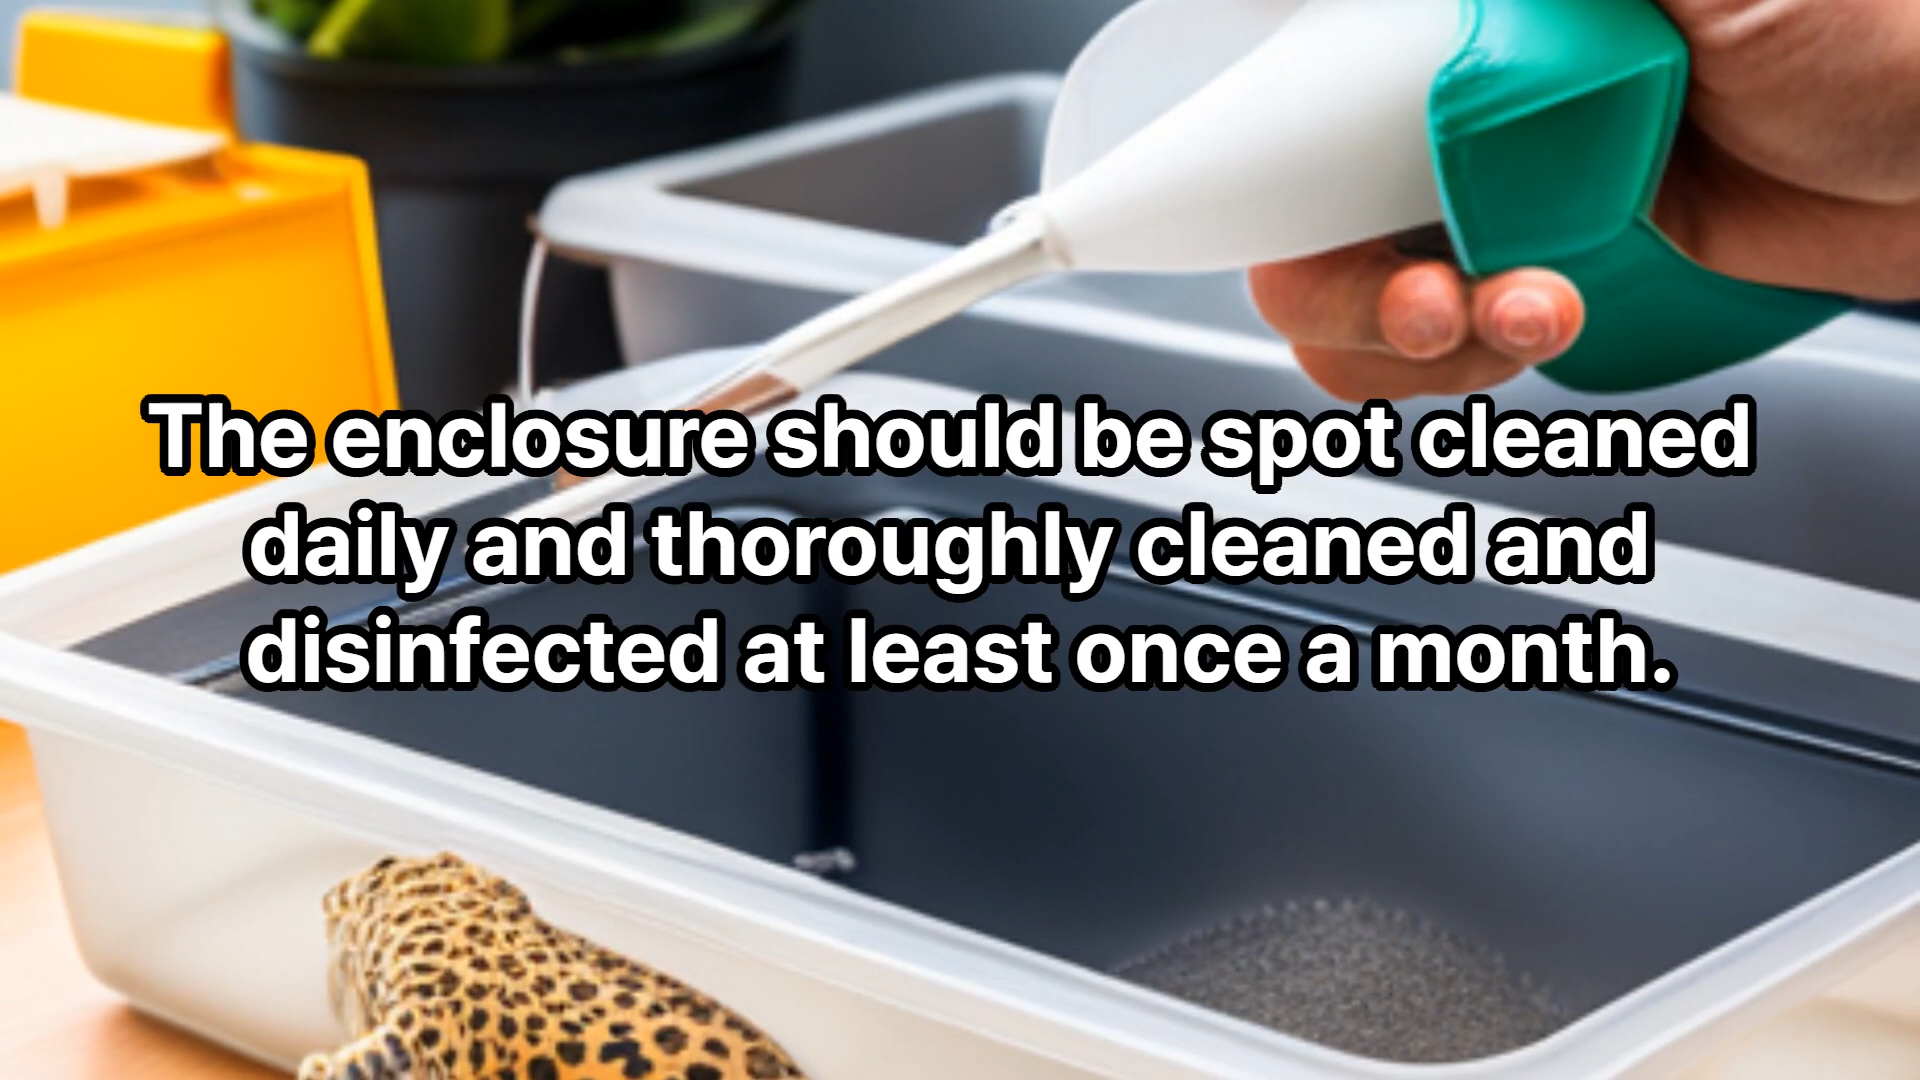 The enclosure should be spot cleaned
daily and thoroughly cleaned and
disinfected at least once a month.